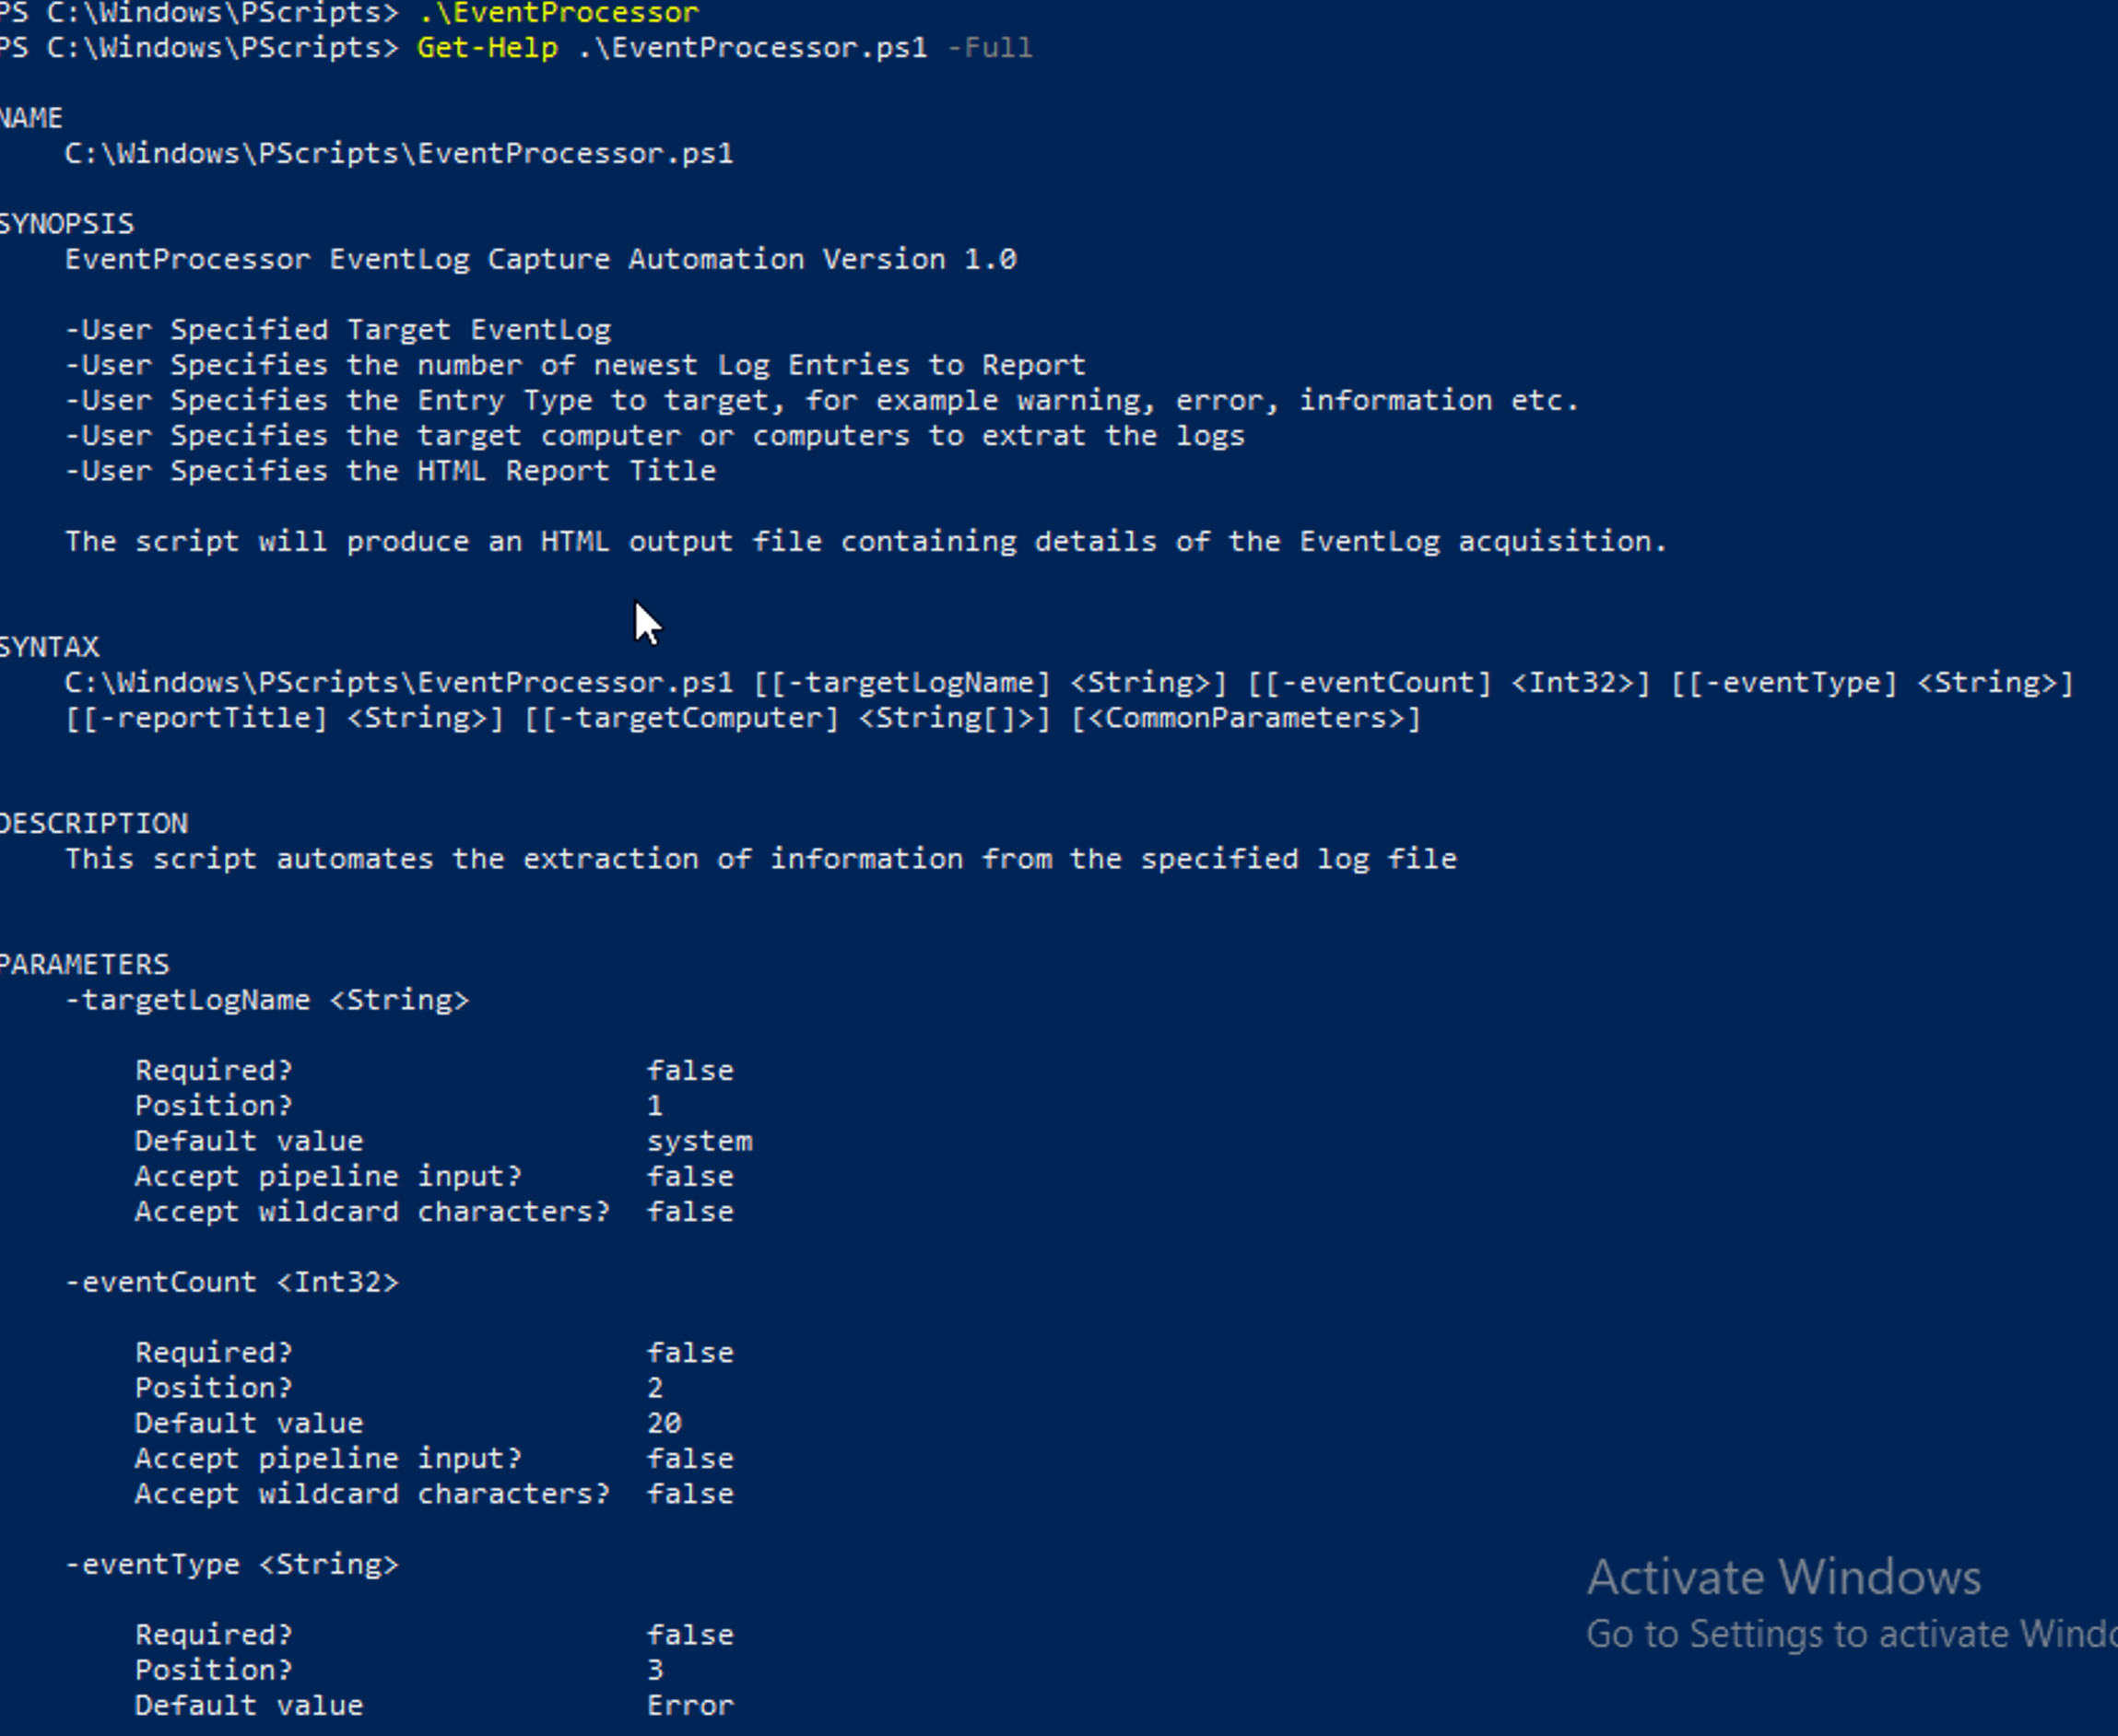 PS C:\Windows\PScripts> .\EventProcessor
PS C:\Windows\PScripts> Get-Help .\EventProcessor.ps1 -Full
NAME
    C:\Windows\PScripts\EventProcessor.ps1
SYNOPSIS
    EventProcessor EventLog Capture Automation Version 1.0
    -User Specified Target EventLog
    -User Specifies the number of newest Log Entries to Report
    -User Specifies the Entry Type to target, for example warning, error, information etc.
    -User Specifies the target computer or computers to extrat the logs
    -User Specifies the HTML Report Title
    The script will produce an HTML output file containing details of the EventLog acquisition.
SYNTAX
    C:\Windows\PScripts\EventProcessor.ps1 [[-targetLogName] <String>] [[-eventCount] <Int32>] [[-eventType] <String>]
    [[-reportTitle] <String>] [[-targetComputer] <String[]>] [<CommonParameters>]
DESCRIPTION
    This script automates the extraction of information from the specified log file
PARAMETERS
    -targetLogName <String>
        Required?                    false
        Position?                    1
        Default value                system
        Accept pipeline input?       false
        Accept wildcard characters?  false
    -eventCount <Int32>
        Required?                    false
        Position?                    2
        Default value                20
        Accept pipeline input?       false
        Accept wildcard characters?  false
    -eventType <String>
        Required?                    false
        Position?                    3
        Default value                Error
Activate Windows
Go to Settings to activate Windo